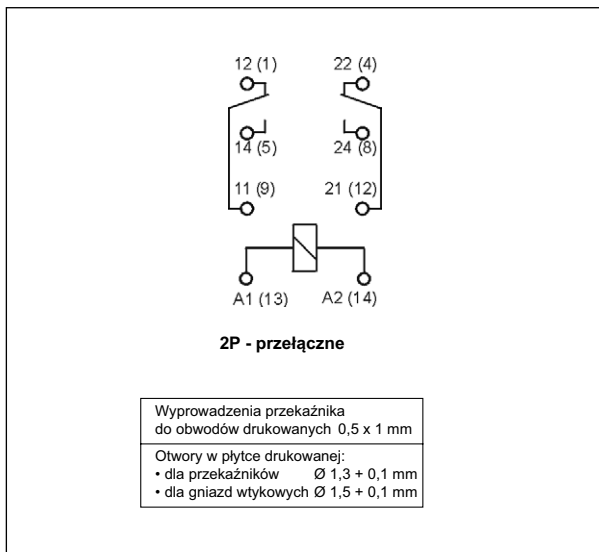 12 (1) 22 (4)
14 (5) 24 (8)
11 (9) 21 (12)
A1 (13) A2 (14)
2P - przełączne
Wyprowadzenia przekaźnika
do obwodów drukowanych 0,5 x 1 mm
Otwory w płytce drukowanej:
• dla przekaźników Ø 1,3 + 0,1 mm
• dla gniazd wtykowych Ø 1,5 + 0,1 mm